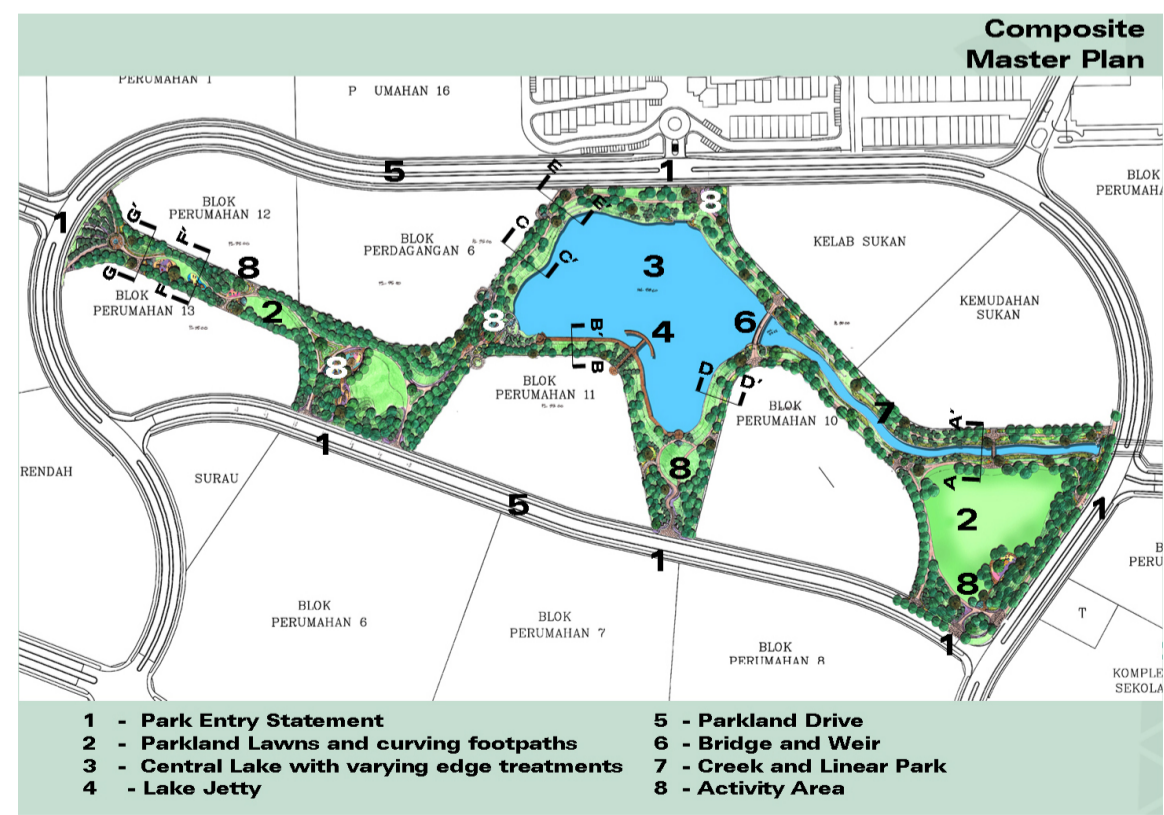 Composite
Master Plan
PERUMAHAN 1
P UMAHAN 16
5
E
1
BLOK
PERUMAHA
1
G'
BLOK
PERUMAHAN 12
F'
C
E'
8
KELAB SUKAN
BLOK
PERDAGANGAN 6
G
F
8
C'
3
BLOK
PERUMAHAN 13
2
KEMUDAHAN
SUKAN
8
B'
4
6
8
B
D
D'
BLOK
PERUMAHAN 11
BLOK
PERUMAHAN 10
7
A'
1
RENDAH
SURAU
8
A
5
2
1
1
B
PERU
8
BLOK
PERUMAHAN 6
BLOK
PERUMAHAN 7
T
1
BLOK
PERUMAHAN 8
KOMPLE
SEKOLA
1 - Park Entry Statement
2 - Parkland Lawns and curving footpaths
3 - Central Lake with varying edge treatments
4 - Lake Jetty
5 - Parkland Drive
6 - Bridge and Weir
7 - Creek and Linear Park
8 - Activity Area